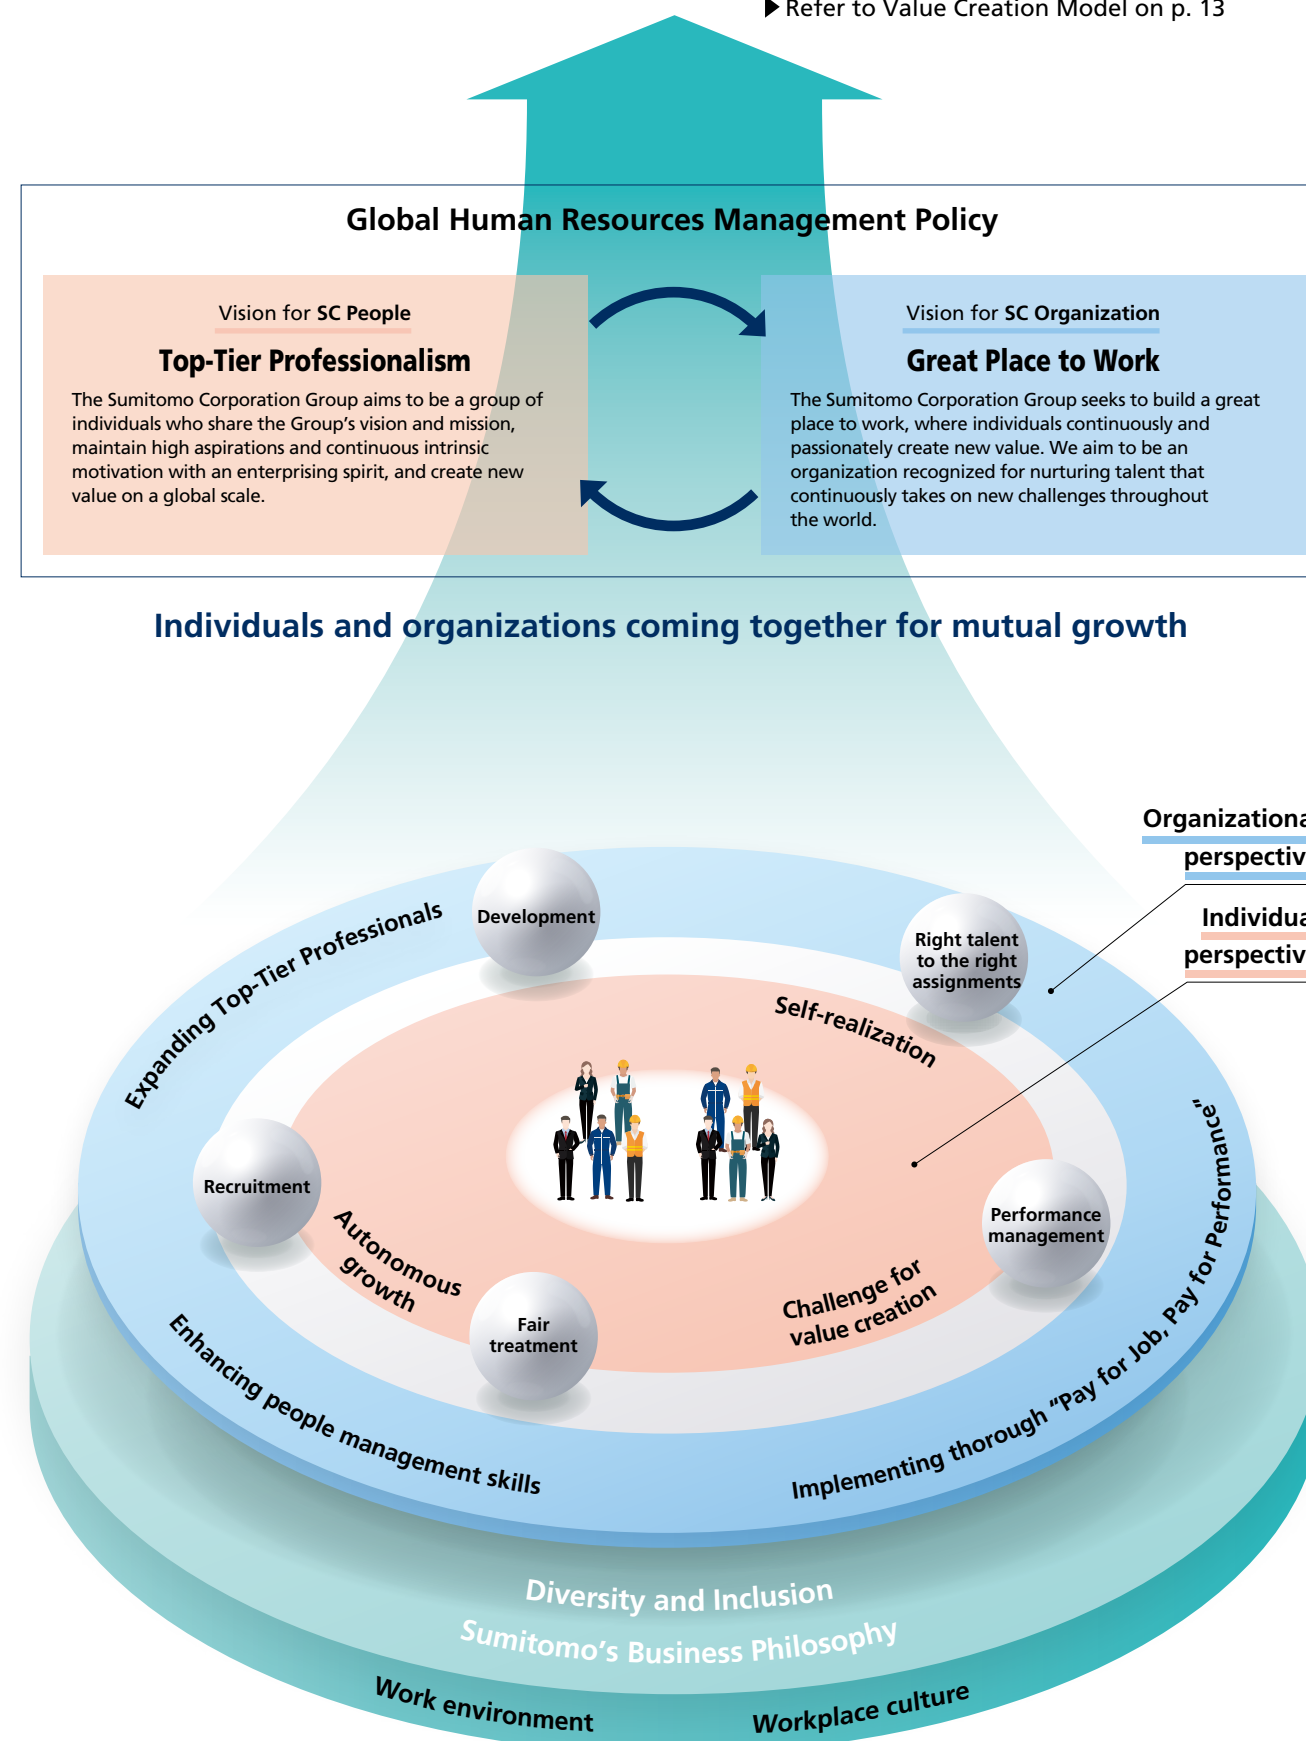 Refer to Value Creation Model on p. 13
Global Human Resources Management Policy
Vision for SC People
Top-Tier Professionalism
The Sumitomo Corporation Group aims to be a group of
individuals who share the Group's vision and mission,
maintain high aspirations and continuous intrinsic
motivation with an enterprising spirit, and create new
value on a global scale.
Vision for SC Organization
Great Place to Work
The Sumitomo Corporation Group seeks to build a great
place to work, where individuals continuously and
passionately create new value. We aim to be an
organization recognized for nurturing talent that
continuously takes on new challenges throughout
the world.
Individuals and organizations coming together for mutual growth
Organizationa
perspectiv
Individua
perspectiv
Expanding Top-Tier Professionals
Development
Right talent
to the right
assignments
Self-realization
Recruitment
Autonomous
growth
Fair
treatment
Challenge for
value creation
Performance
management
Enhancing people management skills
Implementing thorough "Pay for Job, Pay for Performance"
Diversity and Inclusion
Sumitomo's Business Philosophy
Work environment
Workplace culture